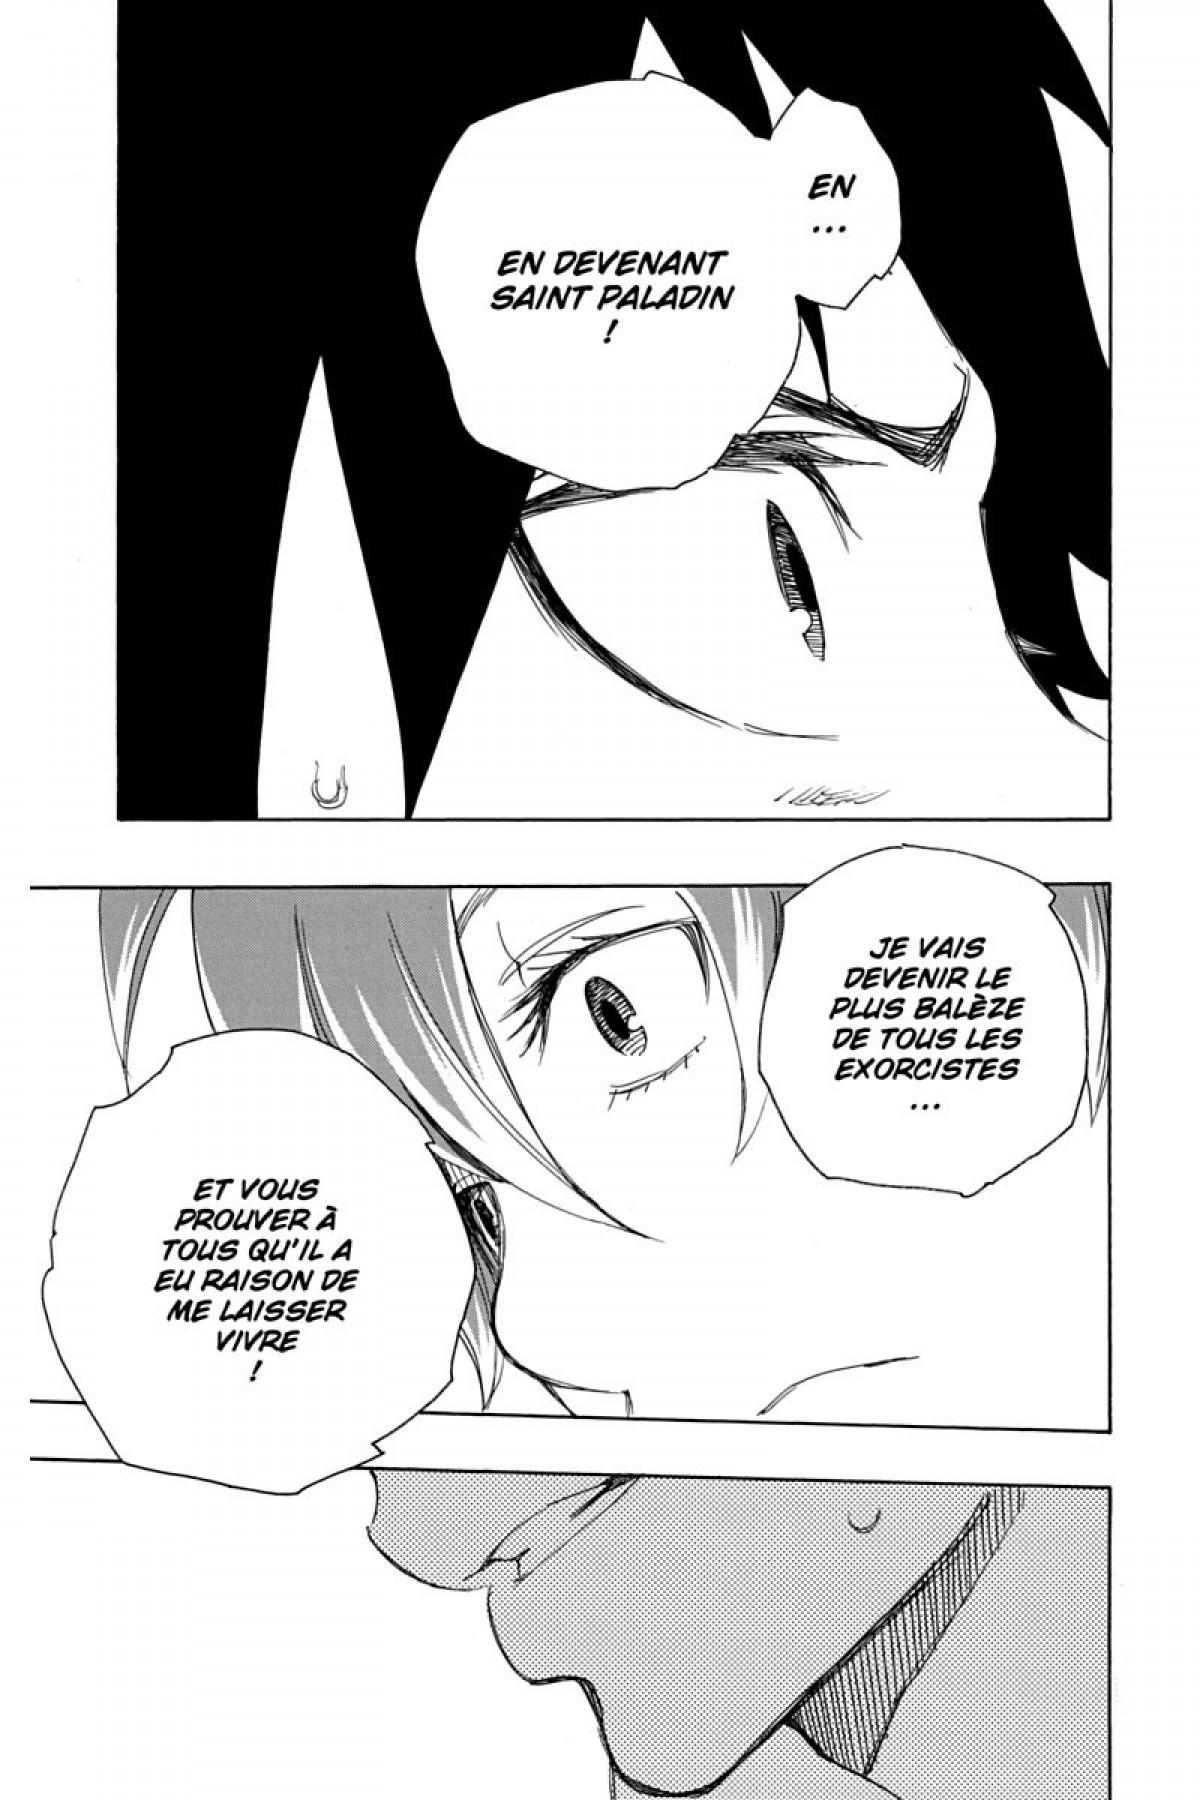 EN
...
EN DEVENANT
SAINT PALADIN
!
JE VAIS
DEVENIR LE
PLUS BALÈZE
DE TOUS LES
EXORCISTES
...
ET VOUS
PROUVER À
TOUS QU'IL A
EU RAISON DE
ME LAISSER
VIVRE
!